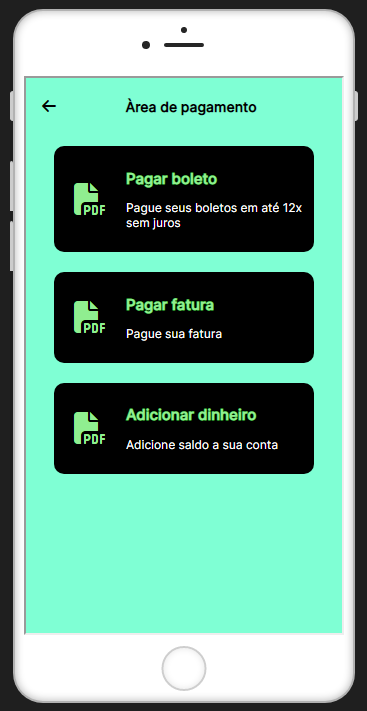 Àrea de pagamento
Pagar boleto
PDF
Pague seus boletos em até 12x
sem juros
Pagar fatura
PDF
Pague sua fatura
Adicionar dinheiro
PDF
Adicione saldo a sua conta